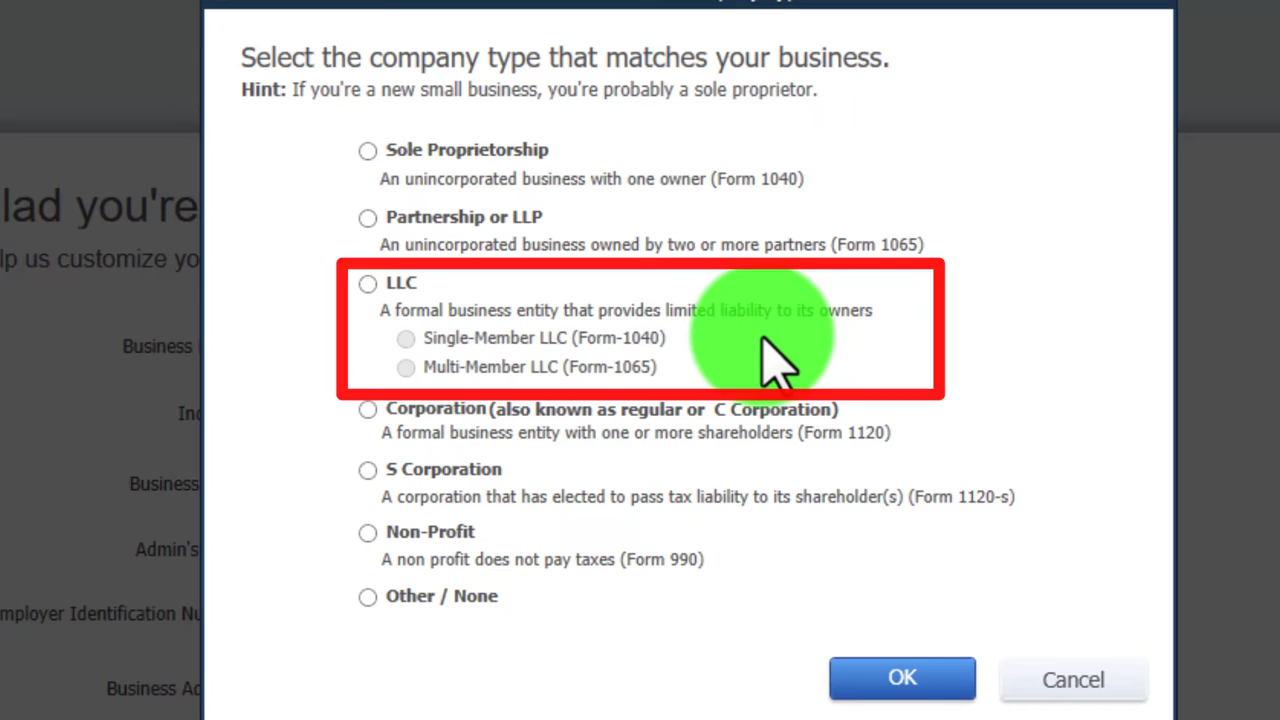 Select the company type that matches your business.
Hint: If you're a new small business, you're probably a sole proprietor.
Sole Proprietorship
An unincorporated business with one owner (Form 1040)
Partnership or LLP
An unincorporated business owned by two or more partners (Form 1065)
LLC
A formal business entity that provides limited liability to its owners
Single-Member LLC (Form-1040)
Multi-Member LLC (Form-1065)
Corporation (also known as regular or C Corporation)
A formal business entity with one or more shareholders (Form 1120)
S Corporation
A corporation that has elected to pass tax liability to its shareholder(s) (Form 1120-s)
Non-Profit
A non profit does not pay taxes (Form 990)
Other / None
OK Cancel
lad you're
lp us customize yo
Business
Ind
Business
Admin's
mployer Identification Nu
Business Ad